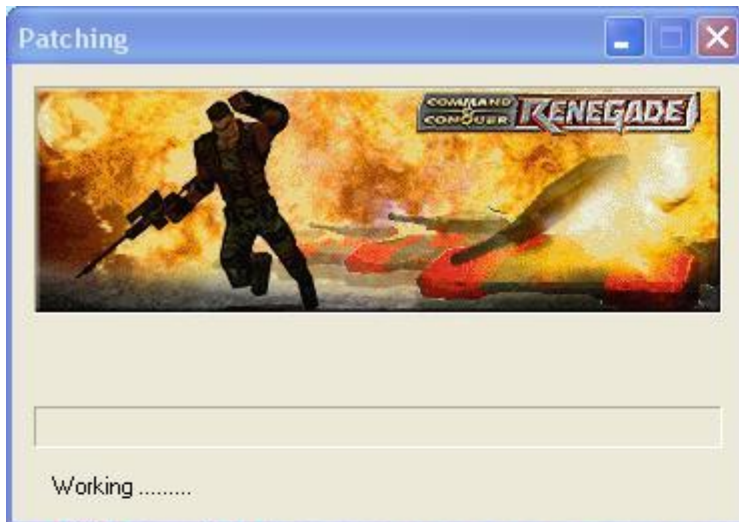 Patching
COMMAND & CONQUER RENEGADE
Working .........